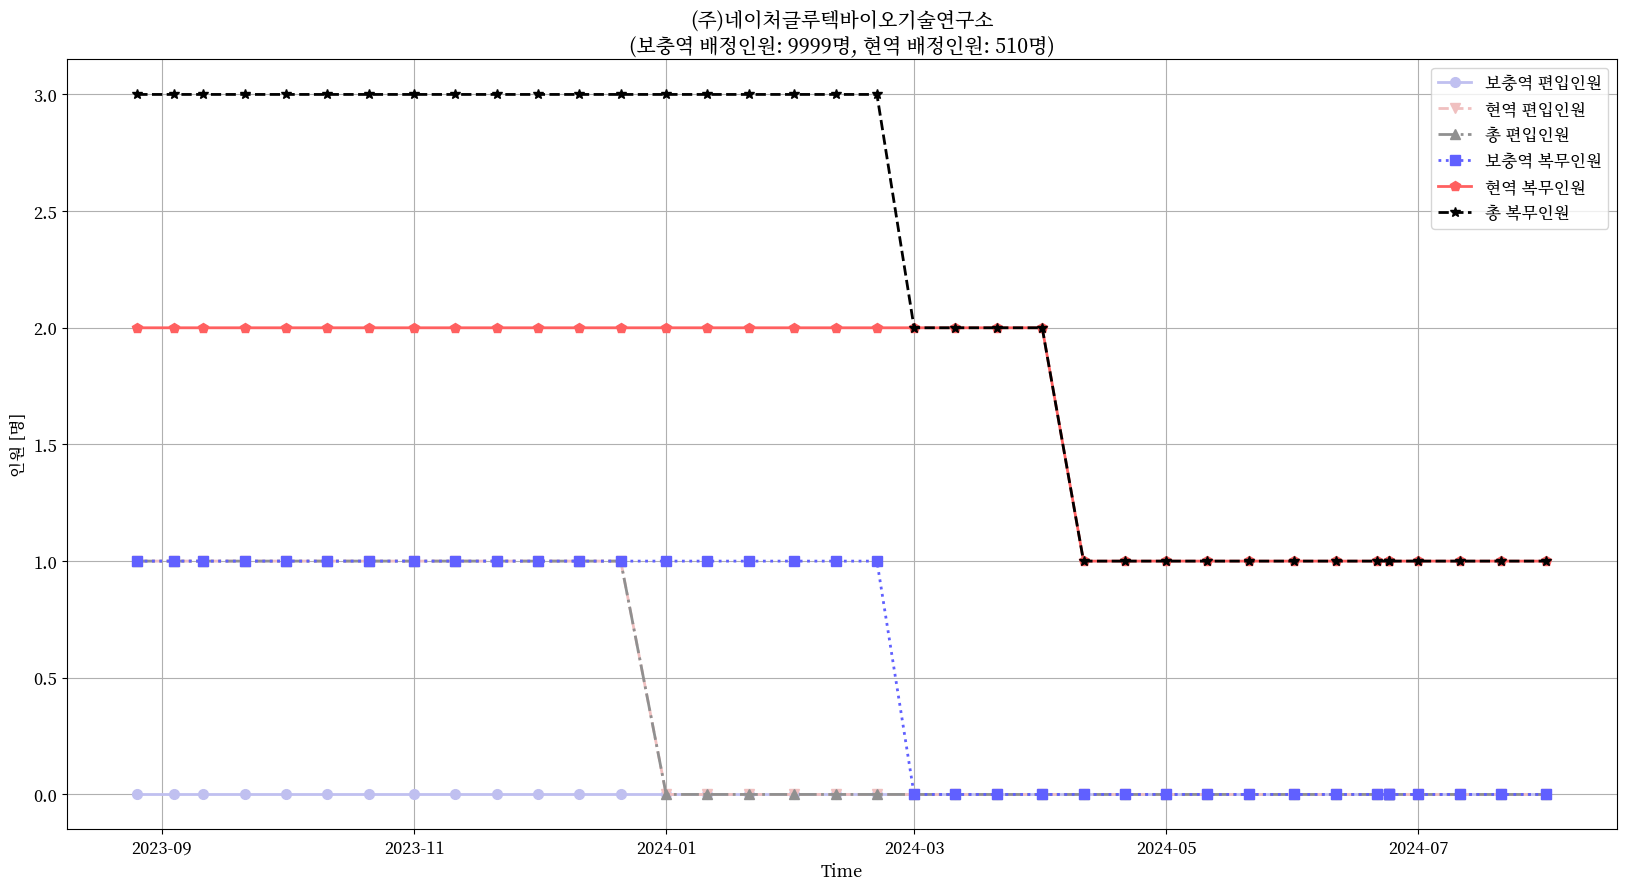 (주)네이처글루텍바이오기술연구소
(보충역 배정인원: 9999명, 현역 배정인원: 510명)
보충역 편입인원
현역 편입인원
총 편입인원
보충역 복무인원
현역 복무인원
총 복무인원
인원 [명]
3.0
2.5
2.0
1.5
1.0
0.5
0.0
2023-09
2023-11
2024-01
2024-03
2024-05
2024-07
Time